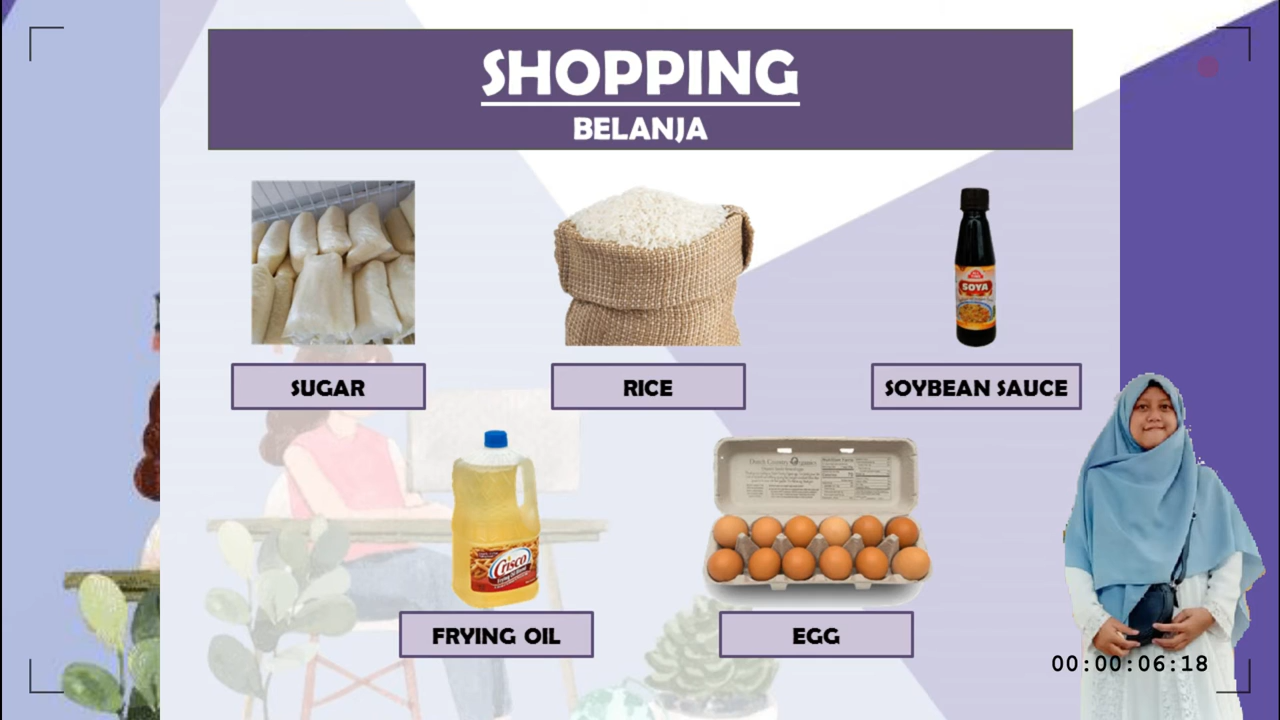 SHOPPING
BELANJA
SOYA
SUGAR
RICE
SOYBEAN SAUCE
Crisco
FRYING OIL
EGG
00:00:06:18